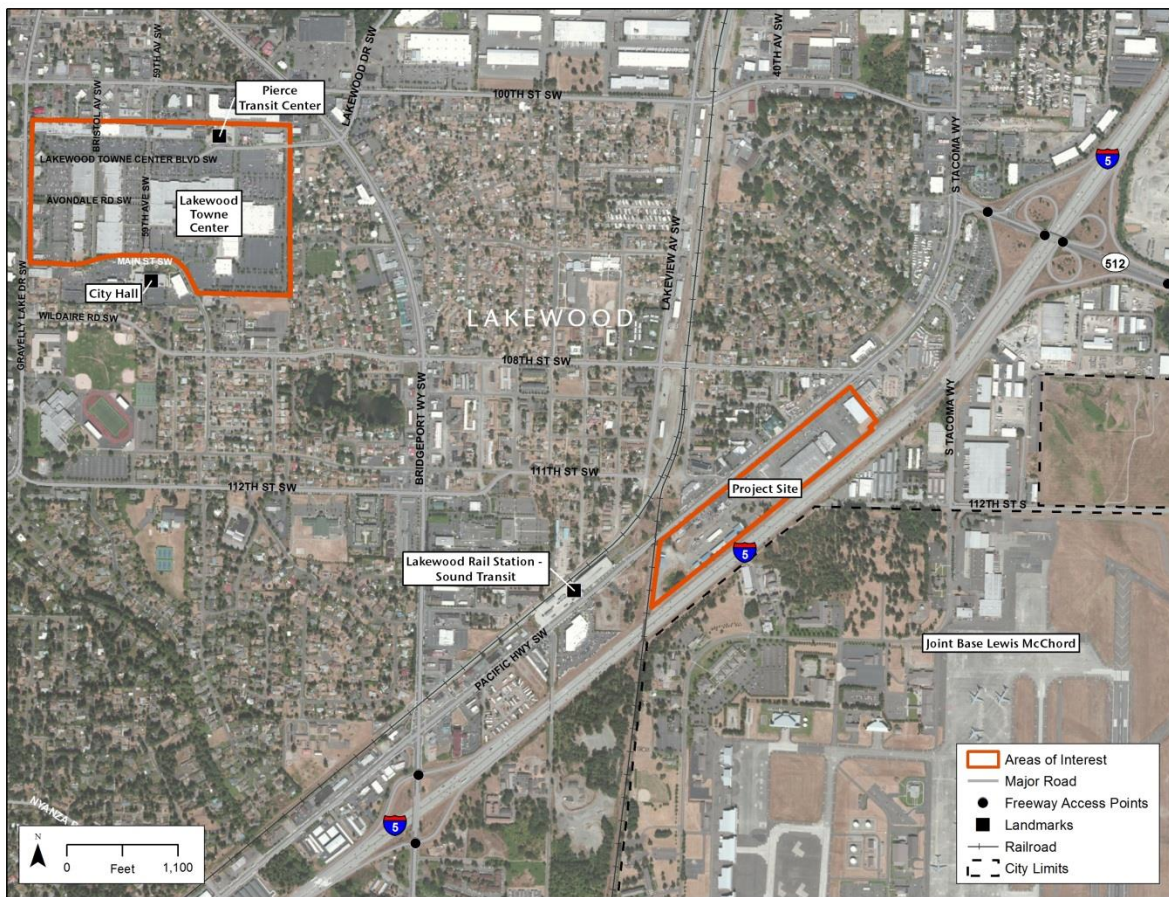 59TH AV SW
BRISTOL AV SW
Pierce
Transit Center
LAKEWOOD DR SW
100TH ST SW
40TH AV SW
S TACOMA WY
5
LAKEWOOD TOWNE CENTER BLVD SW
AVONDALE RD SW
59TH AVE SW
Lakewood
Towne
Center
MAIN ST SW
City Hall
GRAVELLY LAKE DR SW
WILDAIRE RD SW
LAKEWOOD
LAKEVIEW AV SW
512
108TH ST SW
BRIDGEPORT WY SW
111TH ST SW
112TH ST SW
S TACOMA WY
Project Site
112TH ST S
5
Lakewood Rail Station -
Sound Transit
PACIFIC HWY SW
Joint Base Lewis McChord
NYANZA
5
N
0
1,100
Feet
Areas of Interest
Major Road
Freeway Access Points
Landmarks
Railroad
City Limits